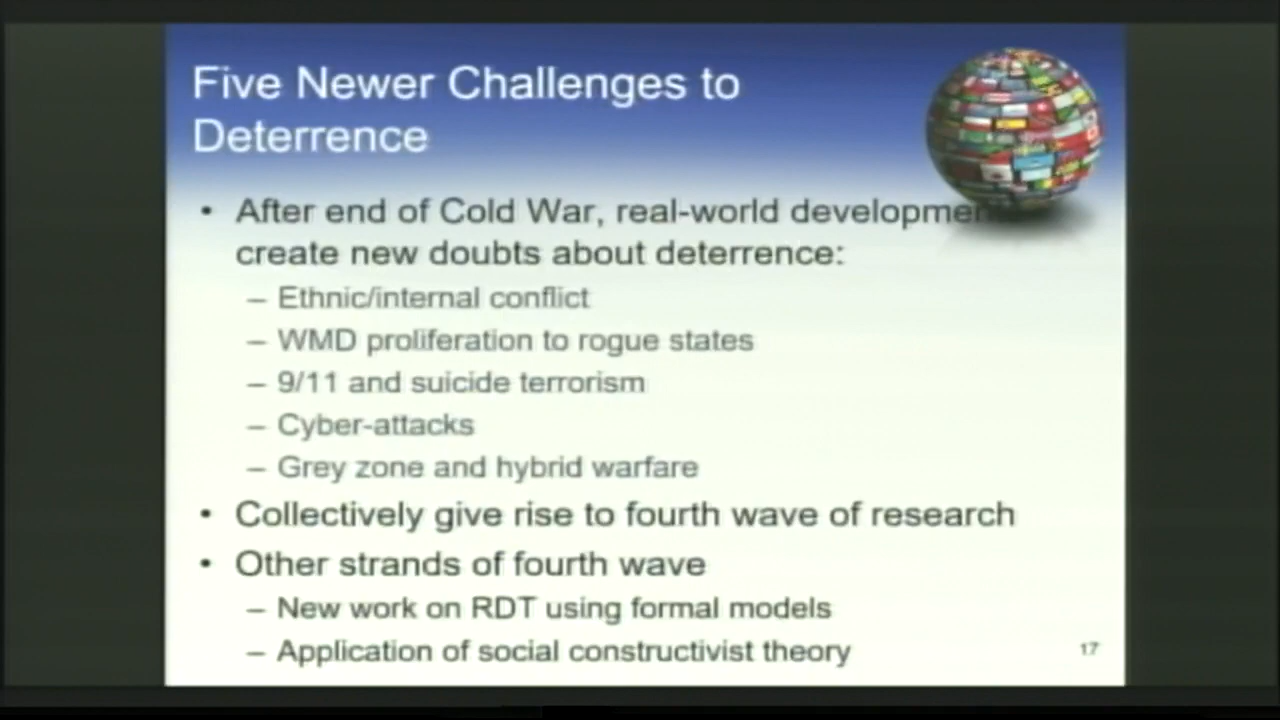 Five Newer Challenges to
Deterrence
• After end of Cold War, real-world developmen
create new doubts about deterrence:
– Ethnic/internal conflict
– WMD proliferation to rogue states
– 9/11 and suicide terrorism
– Cyber-attacks
– Grey zone and hybrid warfare
• Collectively give rise to fourth wave of research
• Other strands of fourth wave
– New work on RDT using formal models
– Application of social constructivist theory
17